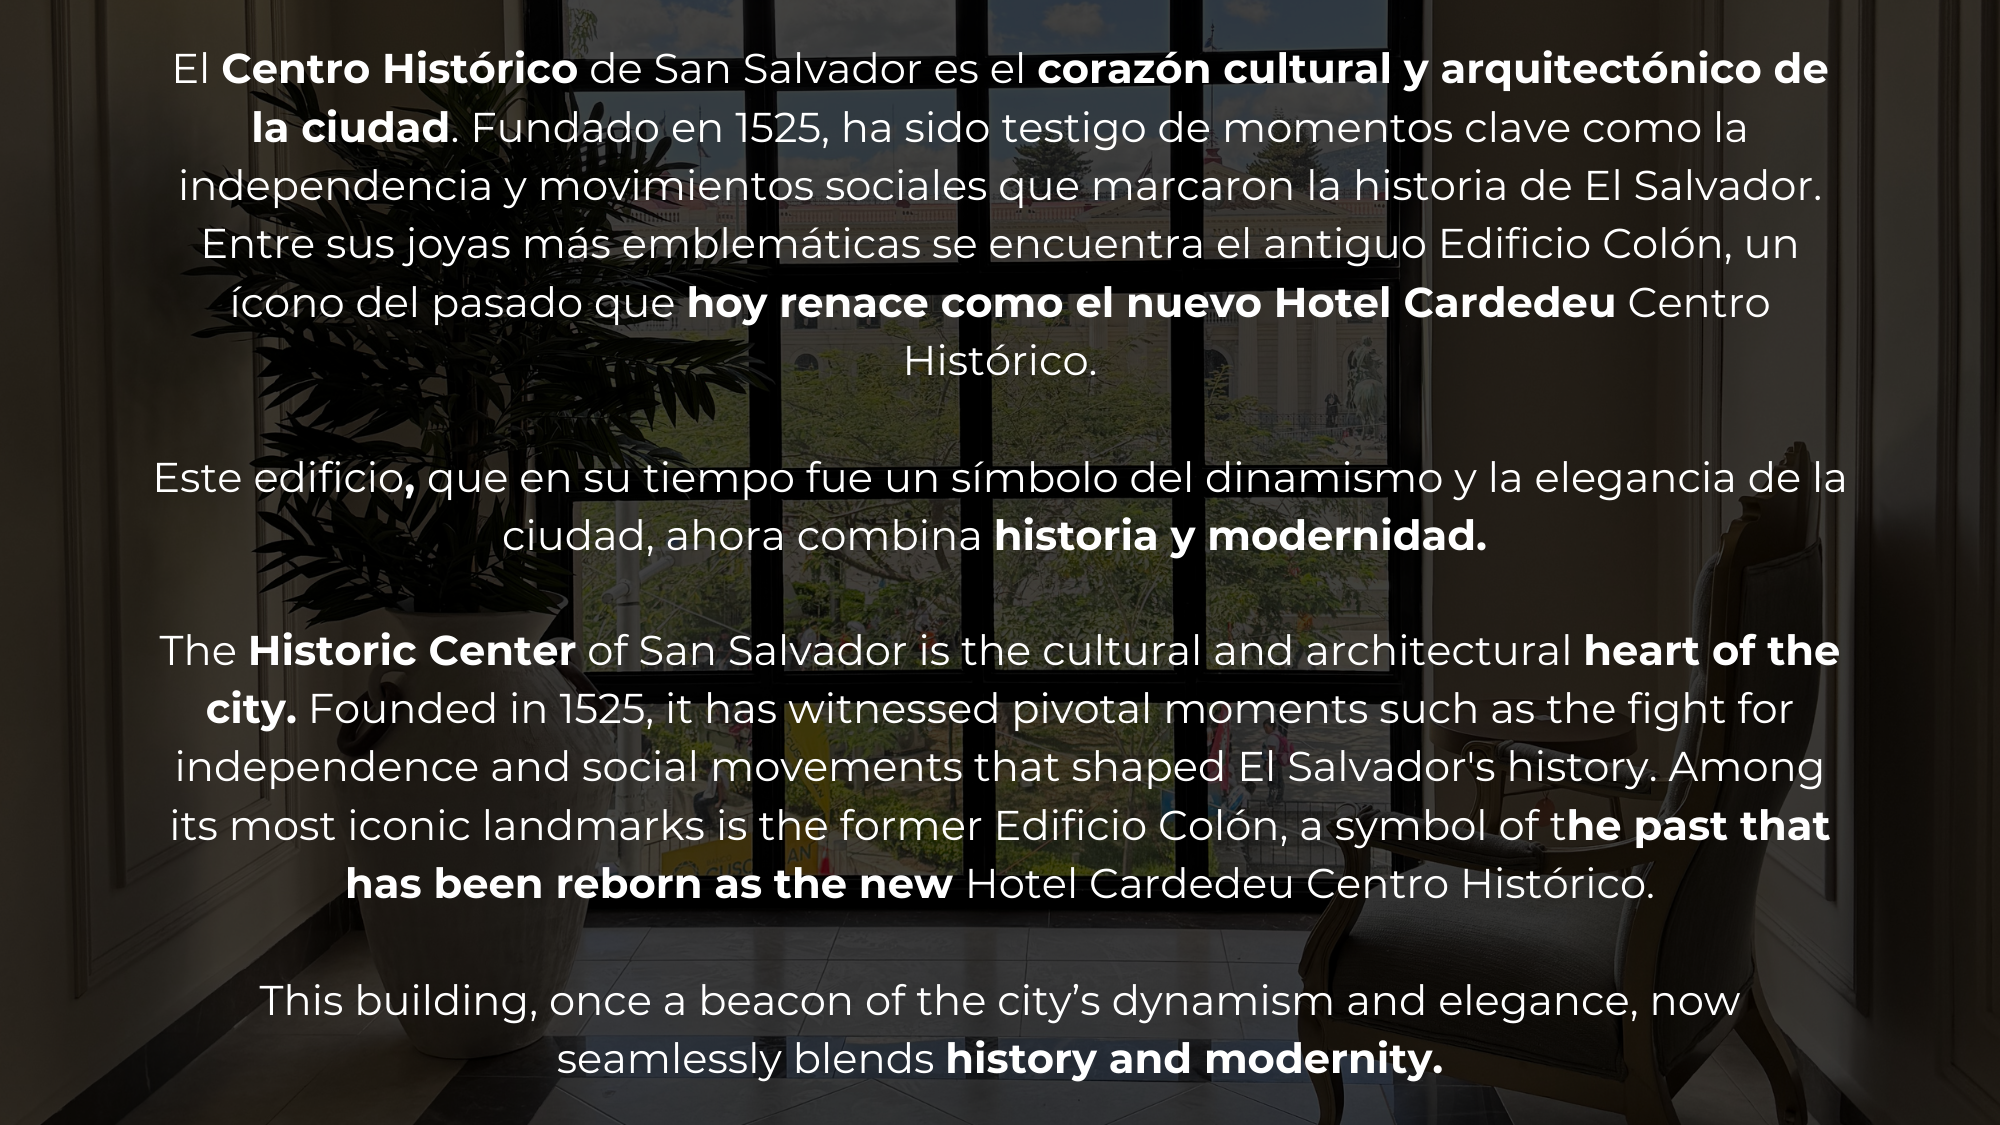 El Centro Histórico de San Salvador es el corazón cultural y arquitectónico de
la ciudad. Fundado en 1525, ha sido testigo de momentos clave como la
independencia y movimientos sociales que marcaron la historia de El Salvador.
Entre sus joyas más emblemáticas se encuentra el antiguo Edificio Colón, un
ícono del pasado que hoy renace como el nuevo Hotel Cardedeu Centro
Histórico.
Este edificio, que en su tiempo fue un símbolo del dinamismo y la elegancia de la
ciudad, ahora combina historia y modernidad.
The Historic Center of San Salvador is the cultural and architectural heart of the
city. Founded in 1525, it has witnessed pivotal moments such as the fight for
independence and social movements that shaped El Salvador's history. Among
its most iconic landmarks is the former Edificio Colón, a symbol of the past that
has been reborn as the new Hotel Cardedeu Centro Histórico.
This building, once a beacon of the city’s dynamism and elegance, now
seamlessly blends history and modernity.